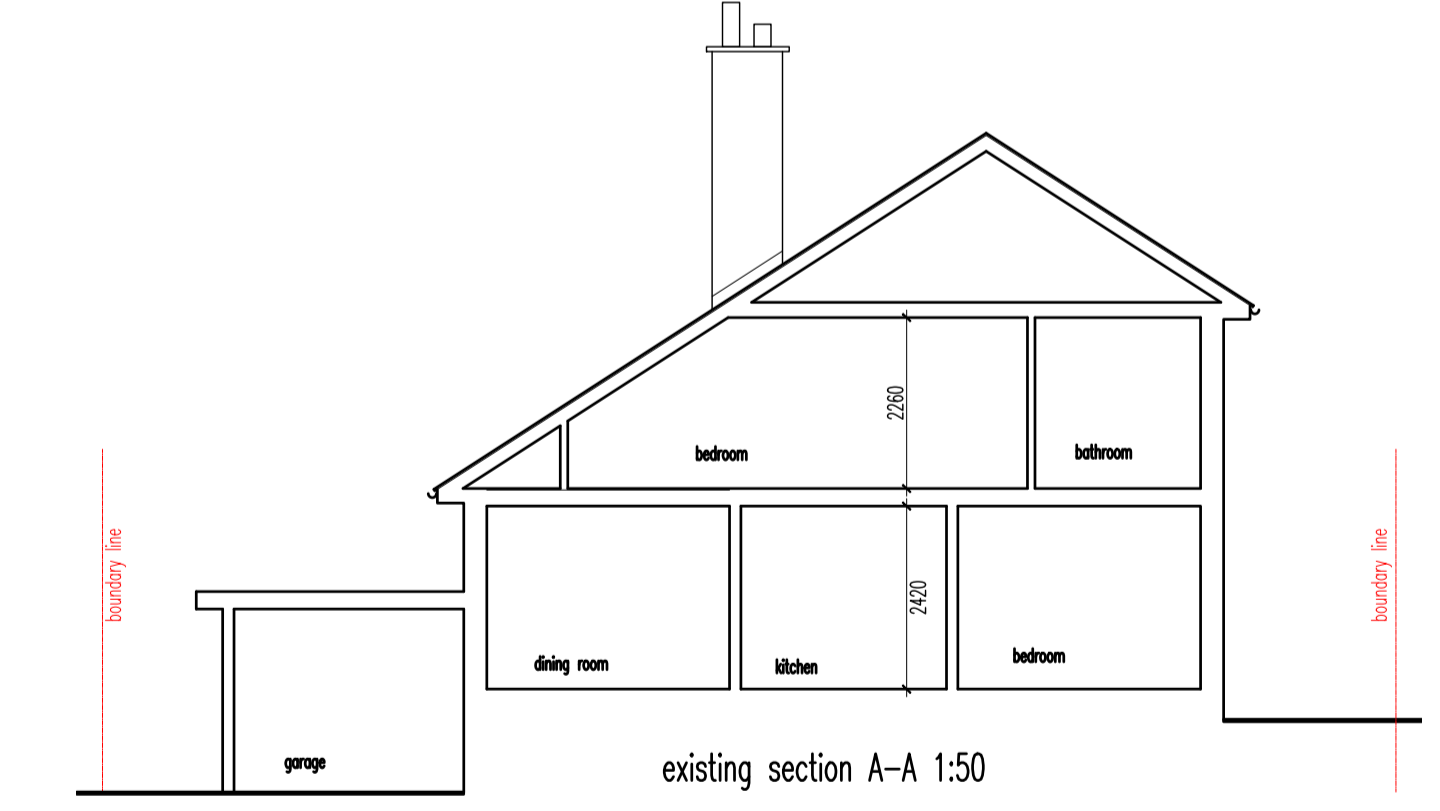 2260
bedroom
bathroom
boundary line
boundary line
2420
dining room
kitchen
bedroom
garage
existing section A-A 1:50